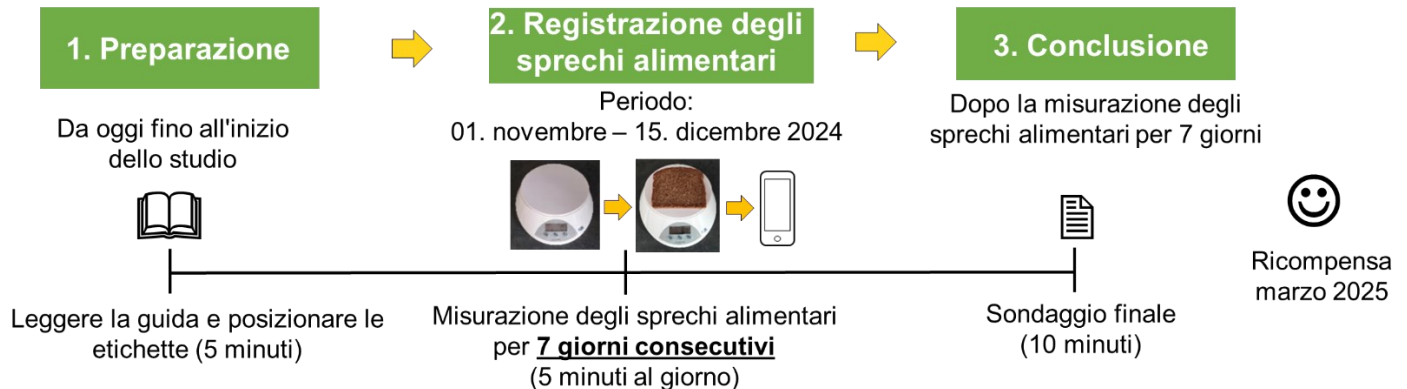 1. Preparazione
2. Registrazione degli
sprechi alimentari
3. Conclusione
Da oggi fino all'inizio
dello studio
Periodo:
01. novembre – 15. dicembre 2024
Dopo la misurazione degli
sprechi alimentari per 7 giorni
Leggere la guida e posizionare le
etichette (5 minuti)
Misurazione degli sprechi alimentari
per 7 giorni consecutivi
(5 minuti al giorno)
Sondaggio finale
(10 minuti)
Ricompensa
marzo 2025